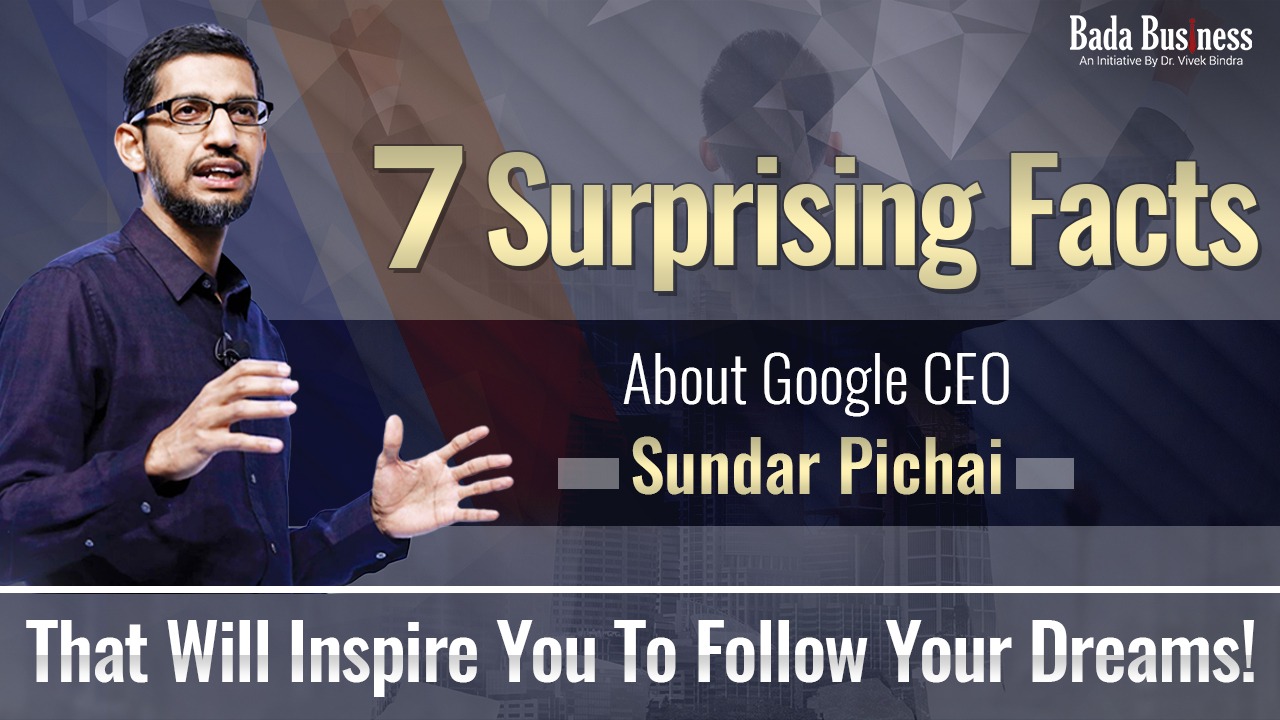 Bada Business
An Initiative By Dr. Vivek Bindra
7 Surprising Facts
About Google CEO
Sundar Pichai
That Will Inspire You To Follow Your Dreams!